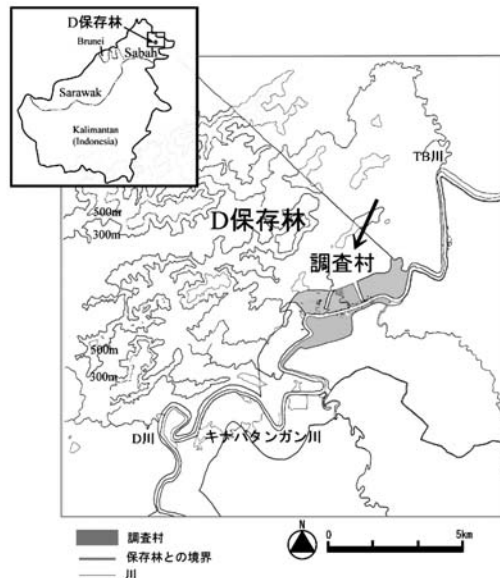 D保存林
Brunei
Sabah
Sarawak
Kalimantan
(Indonesia)
TB川
500m
300m
D保存林
調査村
500m
300m
D川
キナバタンガン川
調査村
保存林との境界
川
N
0
5km